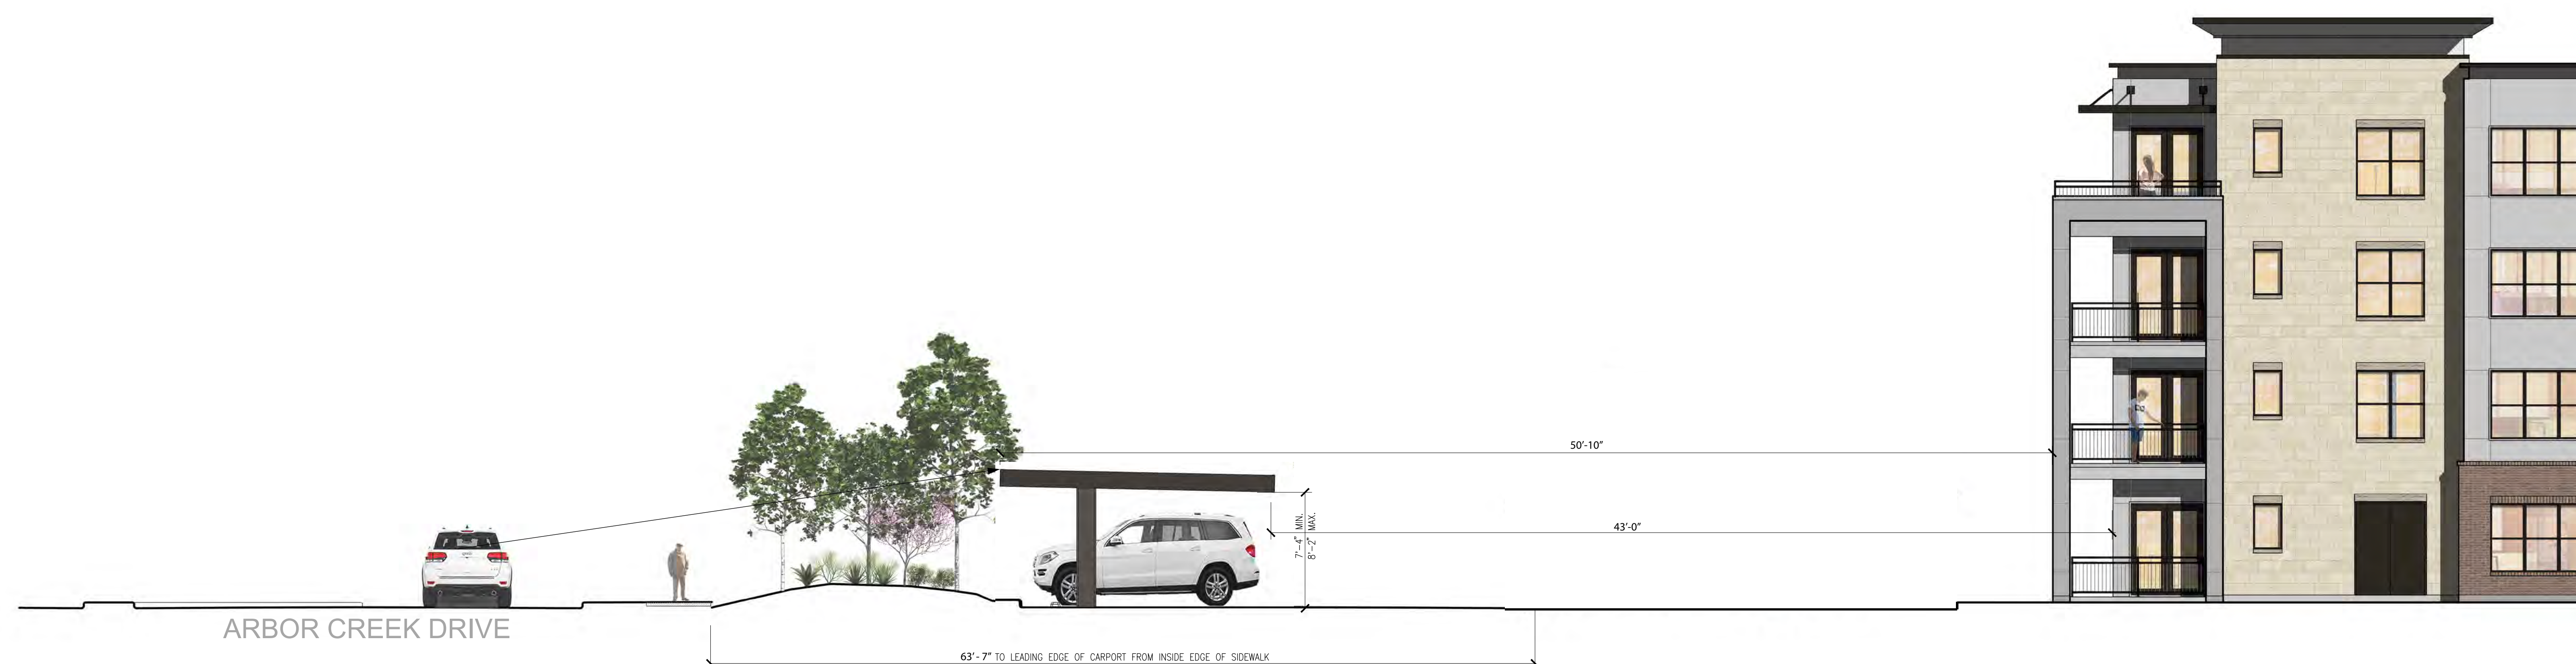 50'-10"
7'-4" MIN.
8'-2" MAX.
43'-0"
ARBOR CREEK DRIVE
63'- 7" TO LEADING EDGE OF CARPORT FROM INSIDE EDGE OF SIDEWALK